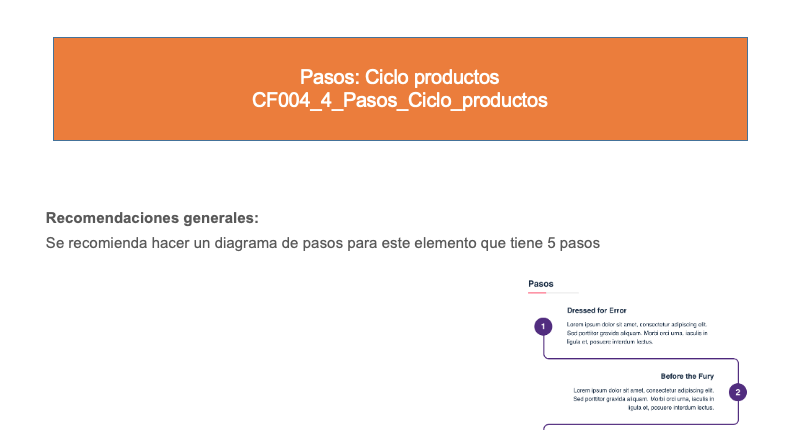 Pasos: Ciclo productos
CF004_4_Pasos_Ciclo_productos
Recomendaciones generales:
Se recomienda hacer un diagrama de pasos para este elemento que tiene 5 pasos
Pasos
Dressed for Error
1
Lorem ipsum dolor sit amet, consectetur adipiscing elit.
Sed porttitor gravida aliquam. Morbi orci urna, iaculis in
ligula et, posuere interdum lectus.
Before the Fury
2
Lorem ipsum dolor sit amet, consectetur adipiscing elit.
Sed porttitor gravida aliquam. Morbi orci urna, iaculis in
ligula et, posuere interdum lectus.